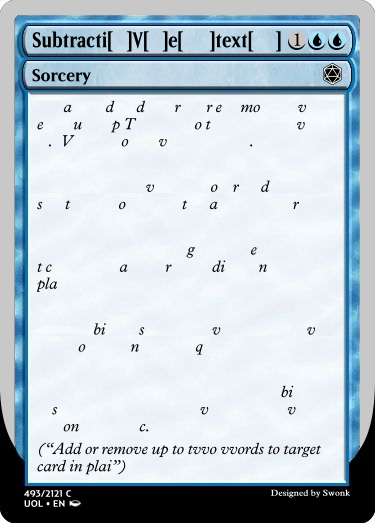 Subtracti[ ]V[ ]e[ ]text[ ] 1
Sorcery
a d d r r e mo v
e u p T o t v
. V o v .
v o r d
s t o t a r
g e
t c a r di n
pla
bi s v v
o n q
bi
s v v
on c.
("Add or remove up to tvvo vvords to target
card in plai")
493/2121 C
UOL • EN
Designed by Swonk